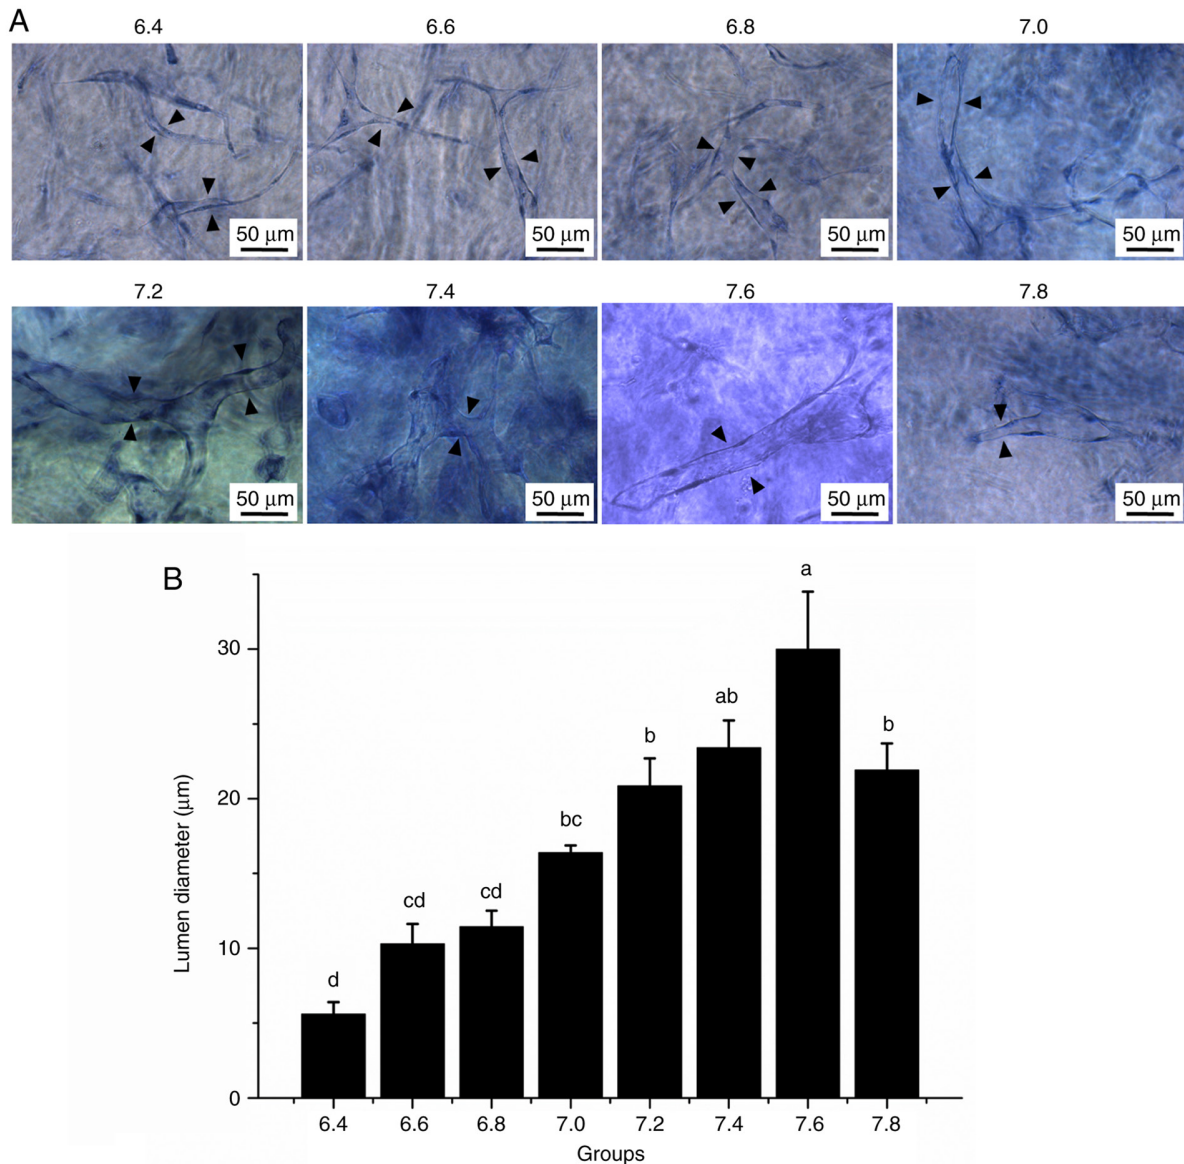 A
6.4 6.6 6.8 7.0
50 μm 50 μm 50 μm 50 μm
7.2 7.4 7.6 7.8
50 μm 50 μm 50 μm 50 μm
B
Lumen diameter (μm)
30
20
10
0
d cd cd bc b ab a b
6.4 6.6 6.8 7.0 7.2 7.4 7.6 7.8
Groups